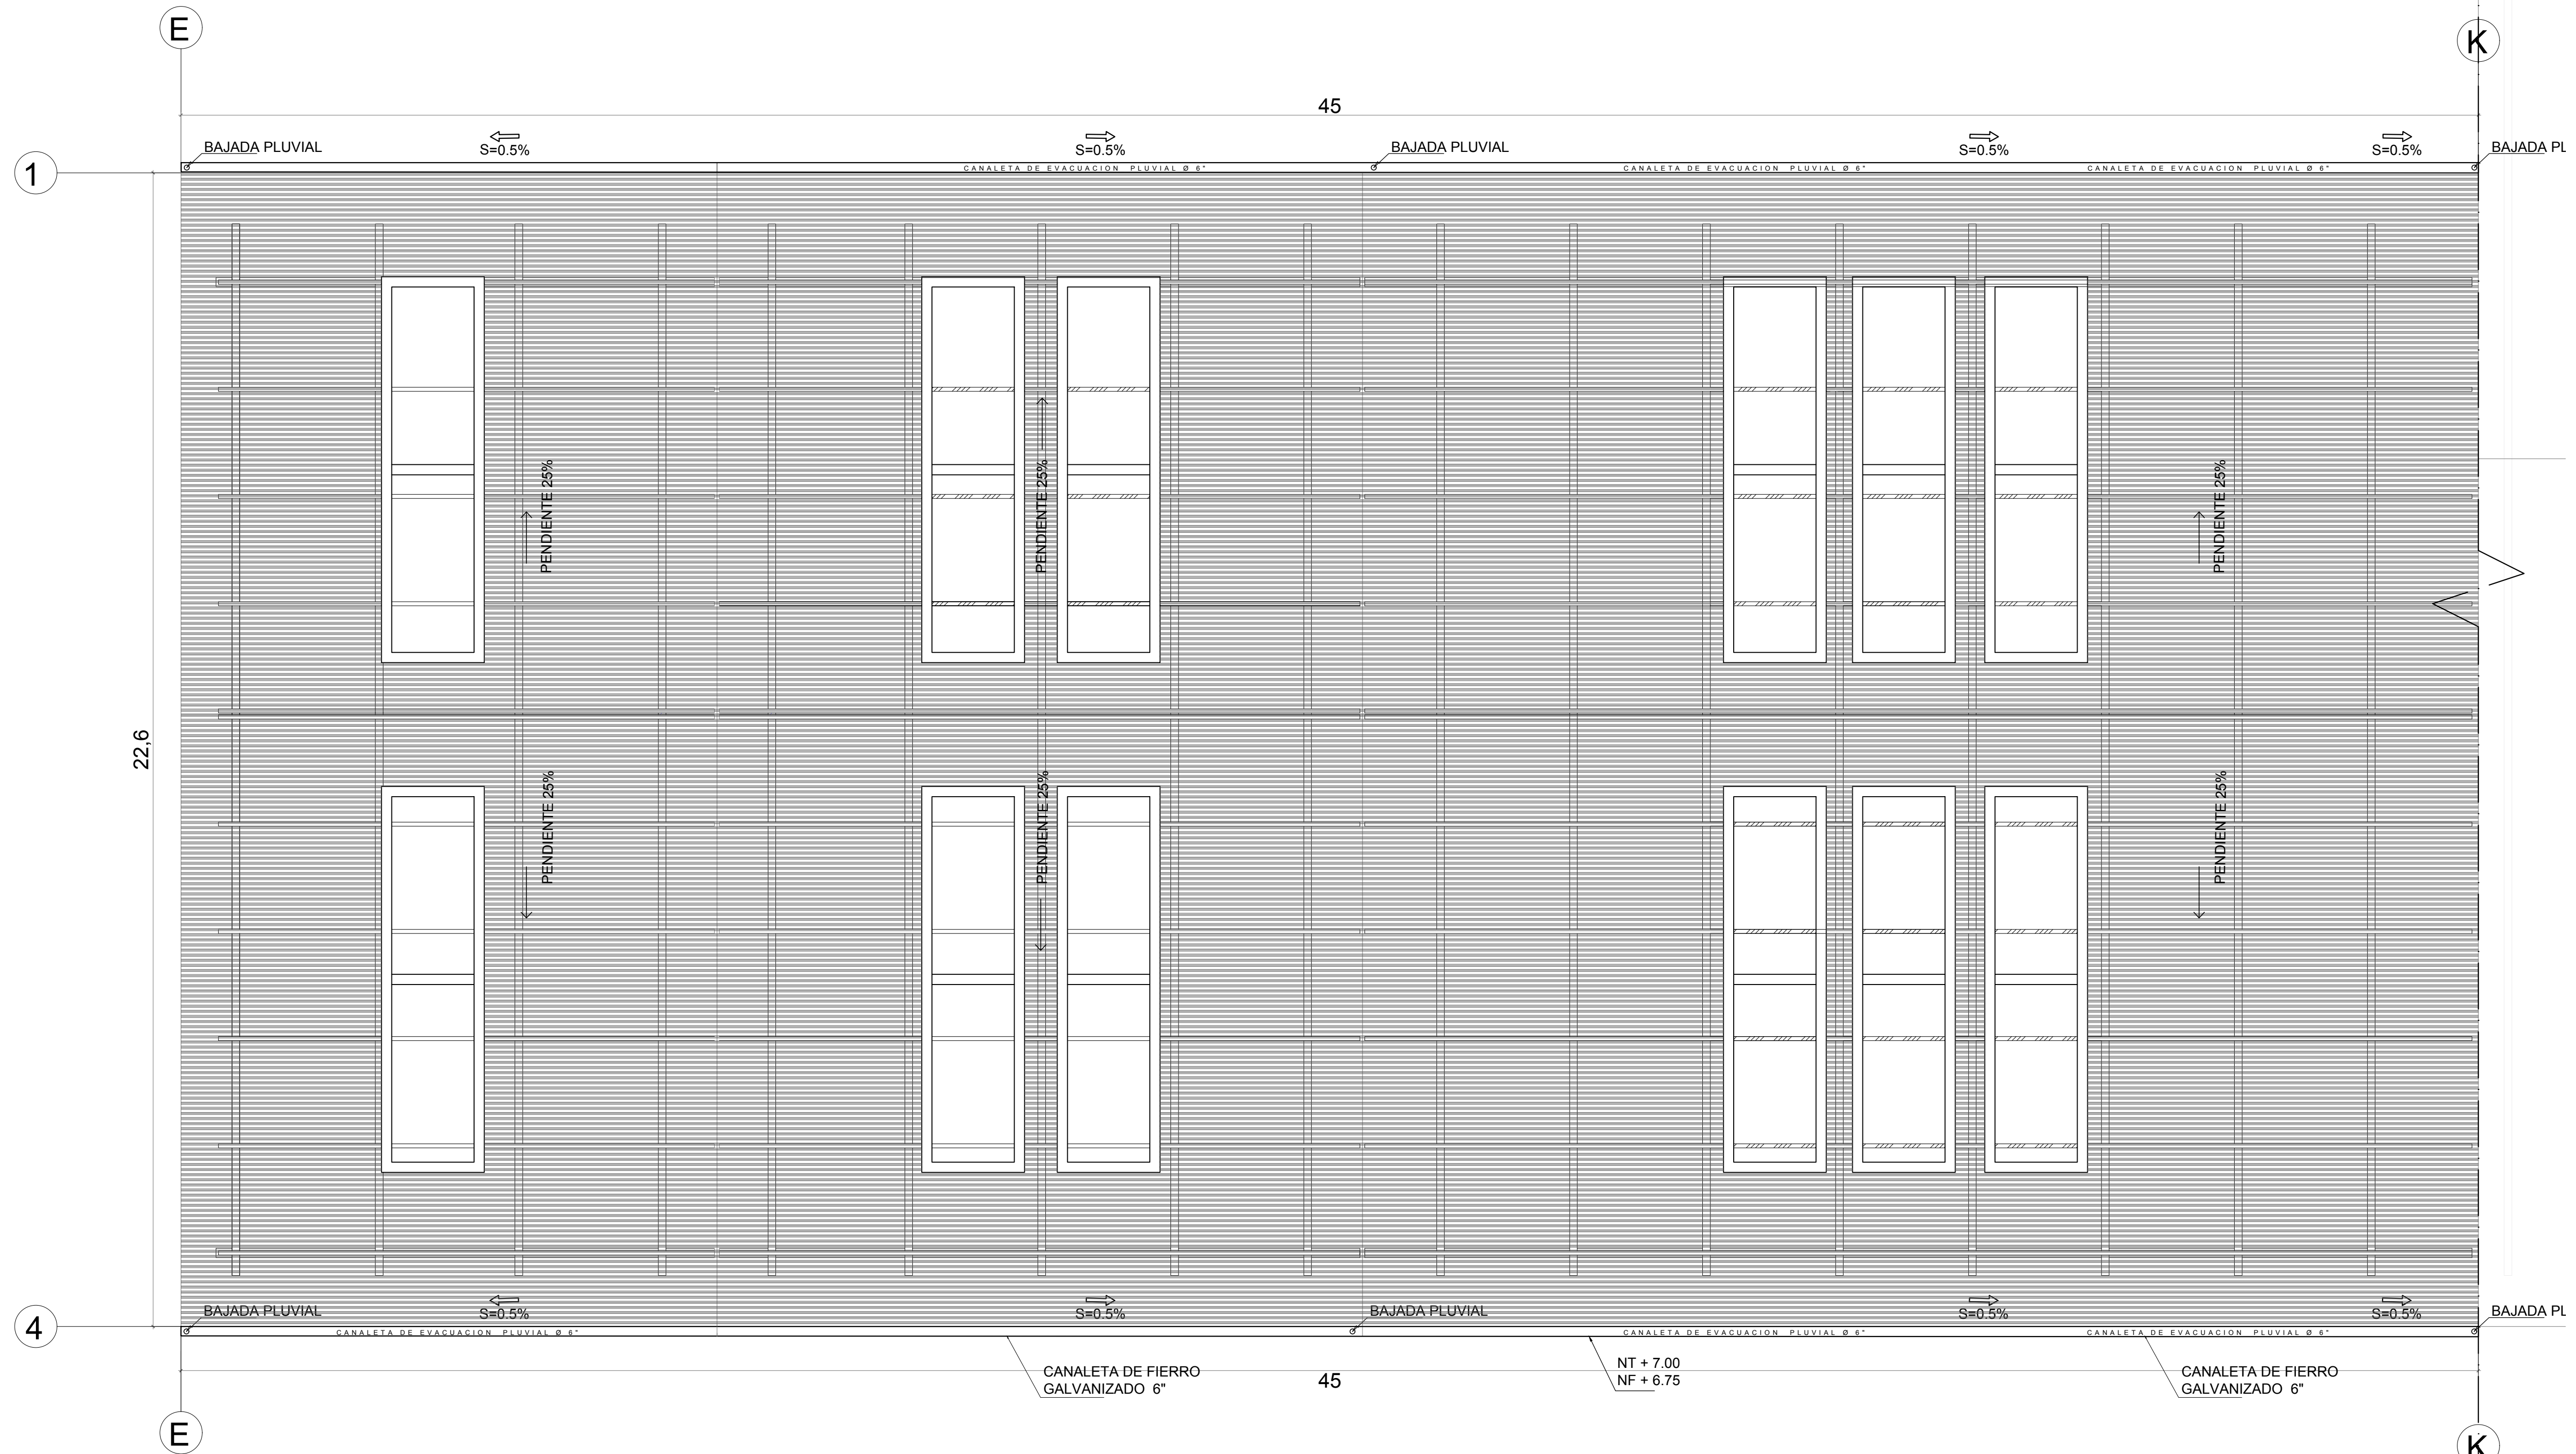 E
K
45
BAJADA PLUVIAL
S=0.5%
S=0.5%
BAJADA PLUVIAL
S=0.5%
S=0.5%
BAJADA PL
1
CANALETA DE EVACUACION PLUVIAL Ø 6"
CANALETA DE EVACUACION PLUVIAL Ø 6"
CANALETA DE EVACUACION PLUVIAL Ø 6"
PENDIENTE 25%
PENDIENTE 25%
PENDIENTE 25%
22,6
PENDIENTE 25%
PENDIENTE 25%
PENDIENTE 25%
BAJADA PLUVIAL
S=0.5%
S=0.5%
BAJADA PLUVIAL
S=0.5%
S=0.5%
BAJADA PL
4
CANALETA DE EVACUACION PLUVIAL Ø 6"
CANALETA DE EVACUACION PLUVIAL Ø 6"
CANALETA DE EVACUACION PLUVIAL Ø 6"
CANALETA DE FIERRO
GALVANIZADO 6"
45
NT + 7.00
NF + 6.75
CANALETA DE FIERRO
GALVANIZADO 6"
E
K